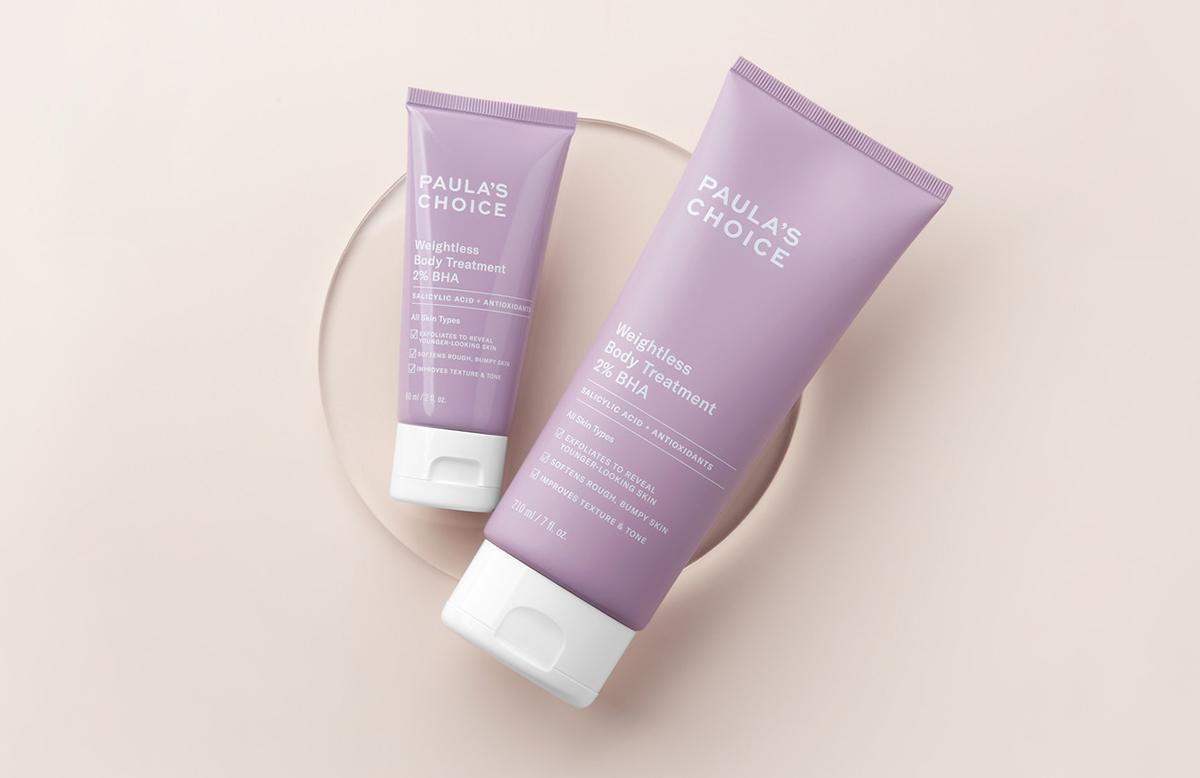 PAULA'S
CHOICE
Weightless
Body Treatment
2% BHA
SALICYLIC ACID + ANTIOXIDANTS
All Skin Types
☑ EXFOLIATES TO REVEAL
YOUNGER-LOOKING SKIN
☑ SOFTENS ROUGH, BUMPY SKIN
☑ IMPROVES TEXTURE & TONE
60 ml / 2 fl. oz.
PAULA'S
CHOICE
Weightless
Body Treatment
2% BHA
SALICYLIC ACID + ANTIOXIDANTS
All Skin Types
☑ EXFOLIATES TO REVEAL
YOUNGER-LOOKING SKIN
☑ SOFTENS ROUGH, BUMPY SKIN
☑ IMPROVES TEXTURE & TONE
210 ml / 7 fl. oz.